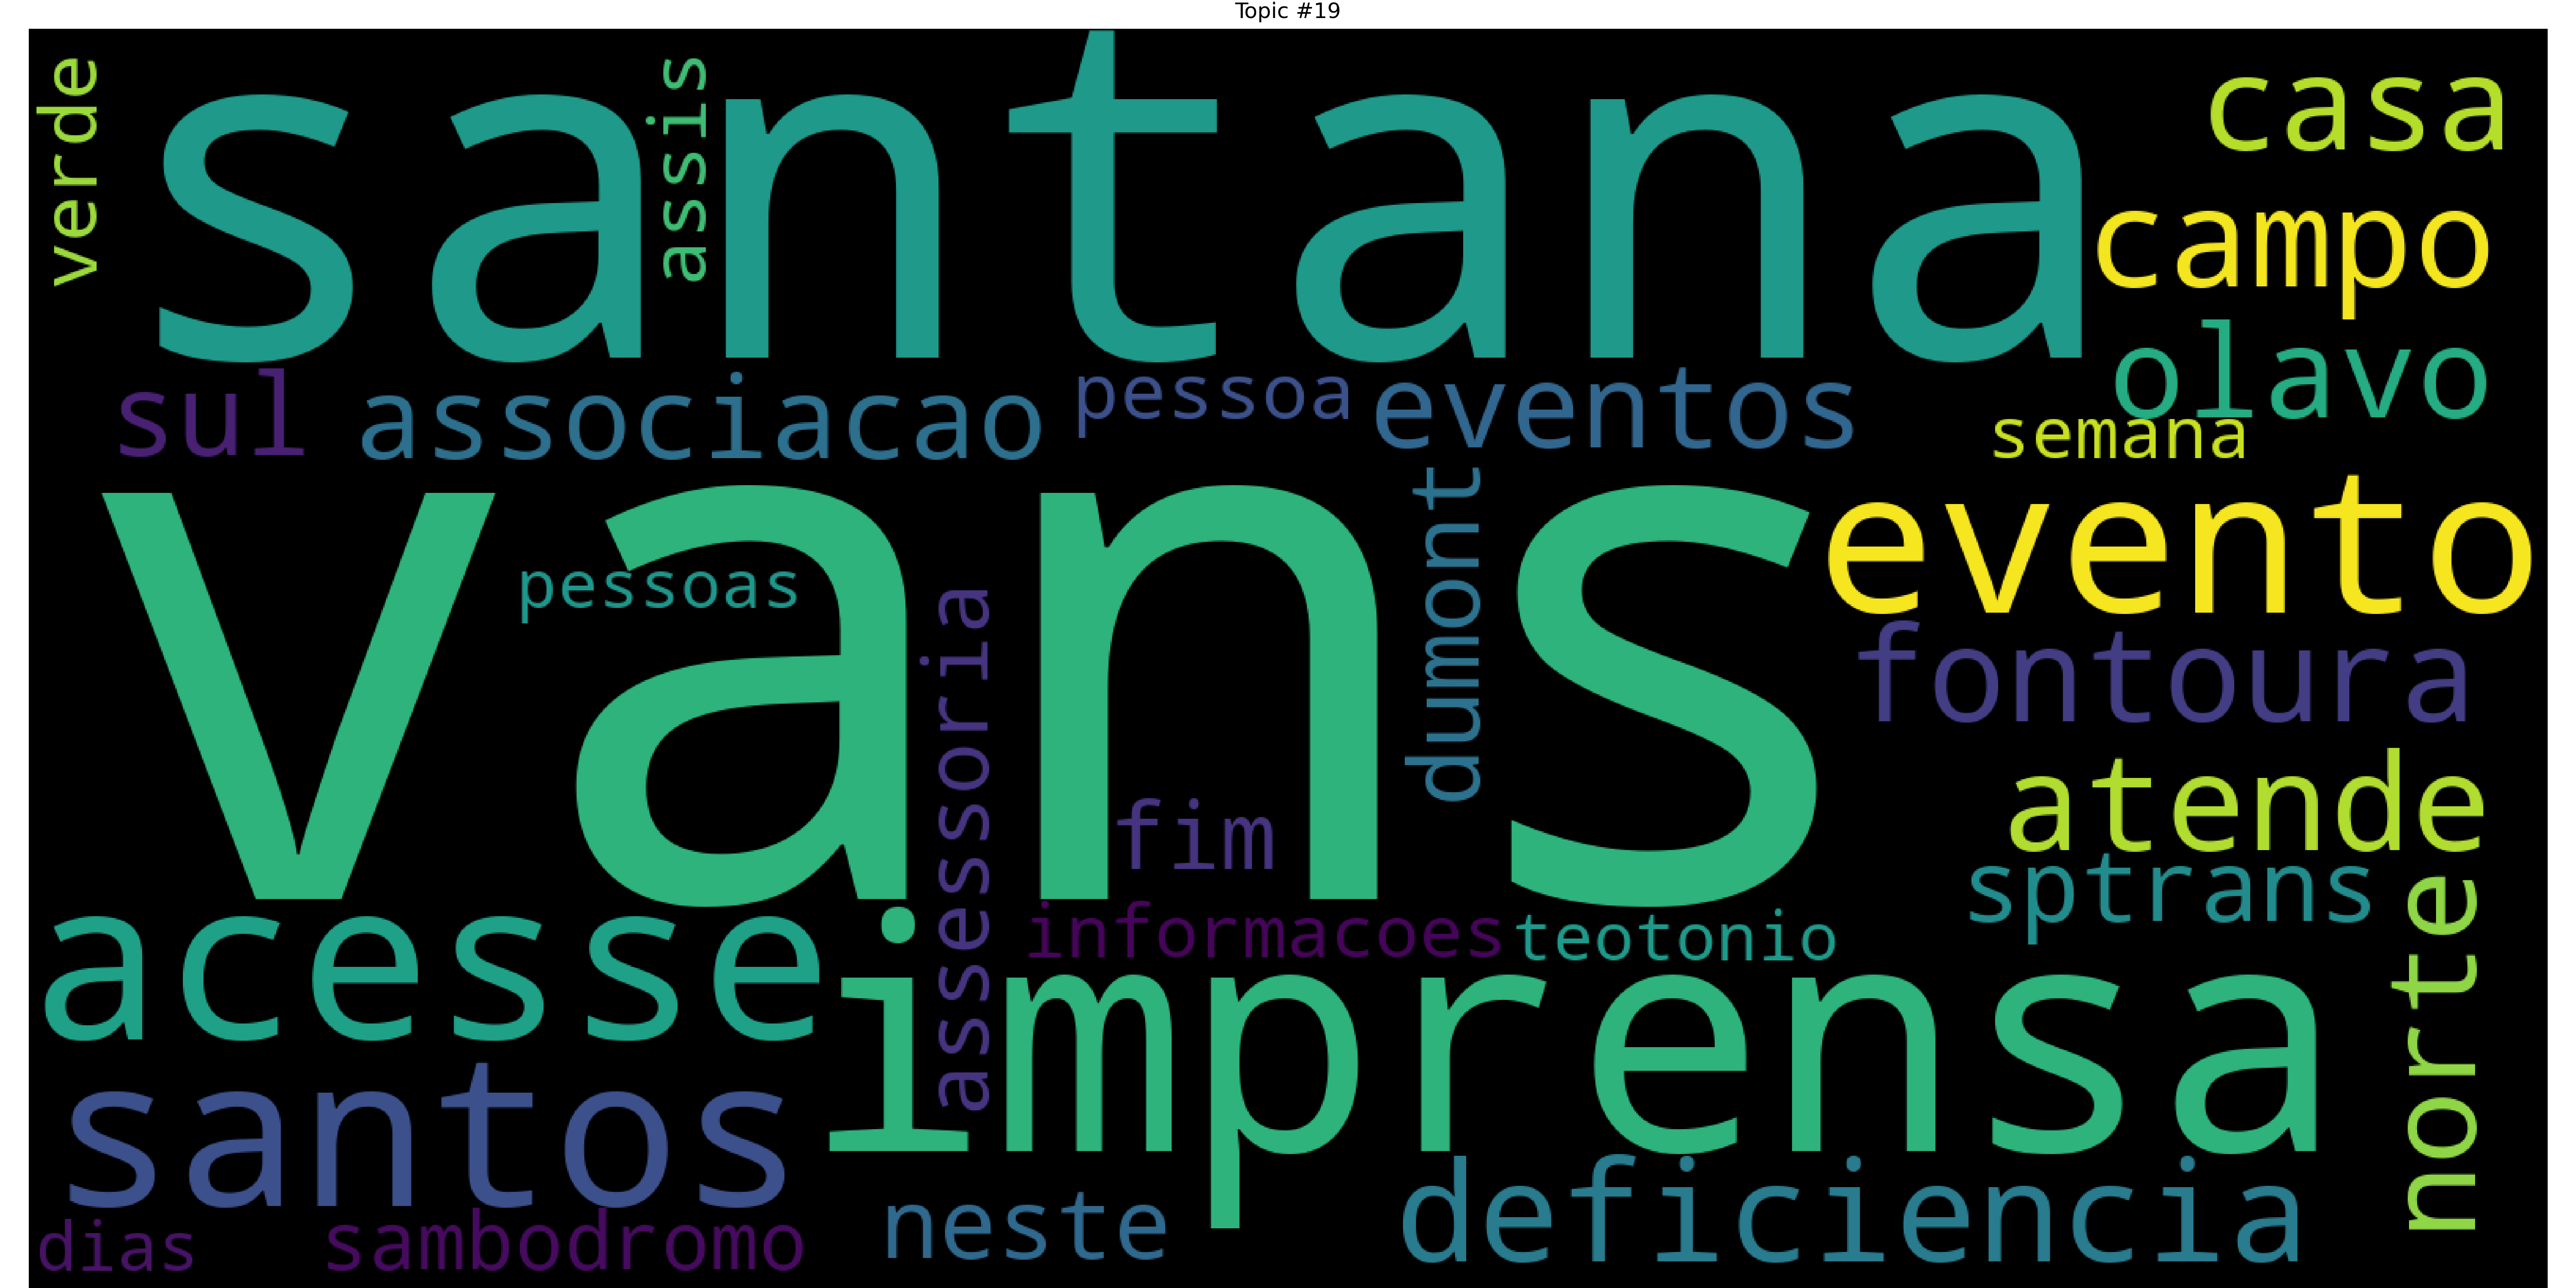 Topic #19
verde
santana
assis
casa
campo
olavo
sul
associacao
pessoa
eventos
semana
vans
pessoas
dumont
evento
assessoria
fontoura
fim
atende
sptrans
acesse
informacoes
teotonio
norte
imprensa
santos
deficiencia
dias
sambodromo
neste